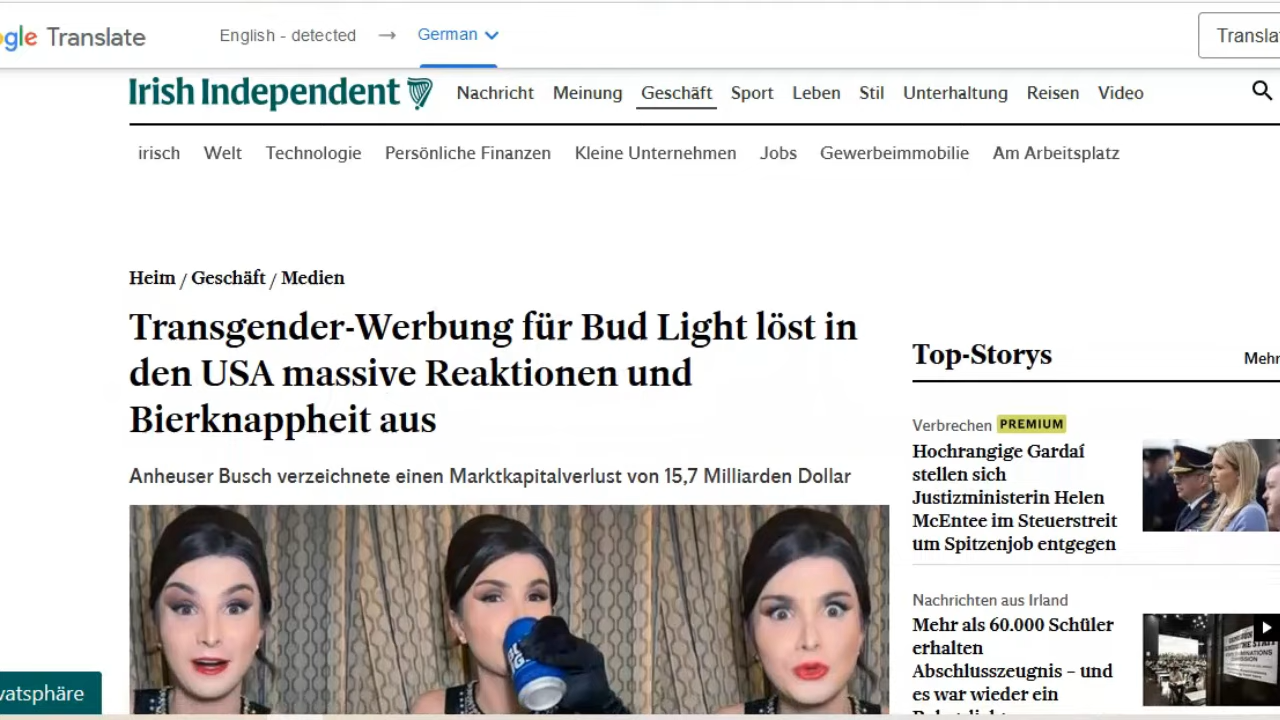 gle Translate
English - detected → German
Transla
Irish Independent
Nachricht Meinung Geschäft Sport Leben Stil Unterhaltung Reisen Video
irisch Welt Technologie Persönliche Finanzen Kleine Unternehmen Jobs Gewerbeimmobilie Am Arbeitsplatz
Heim / Geschäft / Medien
Transgender-Werbung für Bud Light löst in
den USA massive Reaktionen und
Bierknappheit aus
Anheuser Busch verzeichnete einen Marktkapitalverlust von 15,7 Milliarden Dollar
Top-Storys
Mehr
Verbrechen PREMIUM
Hochrangige Gardaí
stellen sich
Justizministerin Helen
McEntee im Steuerstreit
um Spitzenjob entgegen
Nachrichten aus Irland
Mehr als 60.000 Schüler
erhalten
Abschlusszeugnis – und
es war wieder ein
vatsphäre